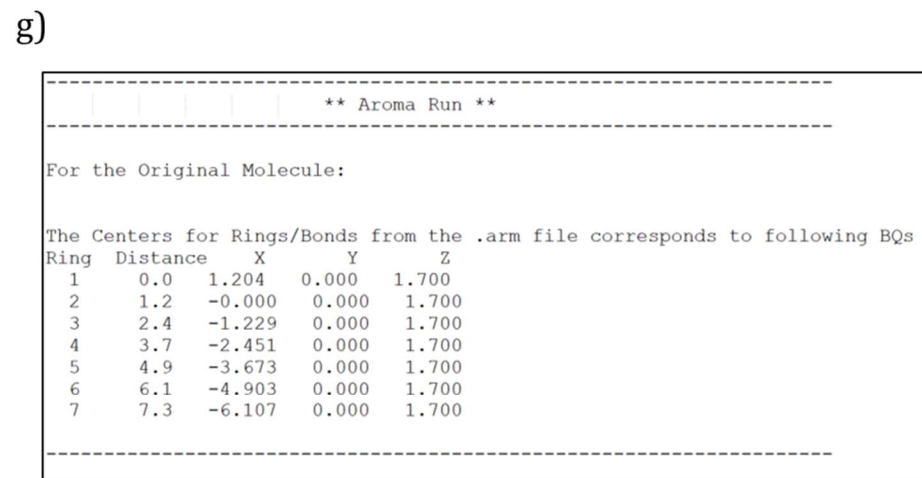 g)
--------------------------------------------------------------------
** Aroma Run **
--------------------------------------------------------------------
For the Original Molecule:
The Centers for Rings/Bonds from the .arm file corresponds to following BQs
Ring Distance X Y Z
1 0.0 1.204 0.000 1.700
2 1.2 -0.000 0.000 1.700
3 2.4 -1.229 0.000 1.700
4 3.7 -2.451 0.000 1.700
5 4.9 -3.673 0.000 1.700
6 6.1 -4.903 0.000 1.700
7 7.3 -6.107 0.000 1.700
--------------------------------------------------------------------